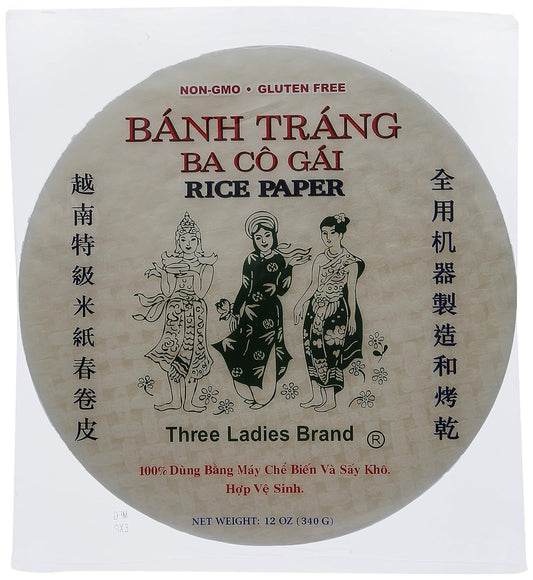 NON-GMO • GLUTEN FREE
BÁNH TRÁNG
BA CÔ GÁI
RICE PAPER
越南特級米紙春卷皮
全用机器製造和烤乾
Three Ladies Brand ®
100% Dùng Bằng Máy Chế Biến Và Sấy Khô.
Hợp Vệ Sinh.
NET WEIGHT: 12 OZ (340 G)
MFG
EXP